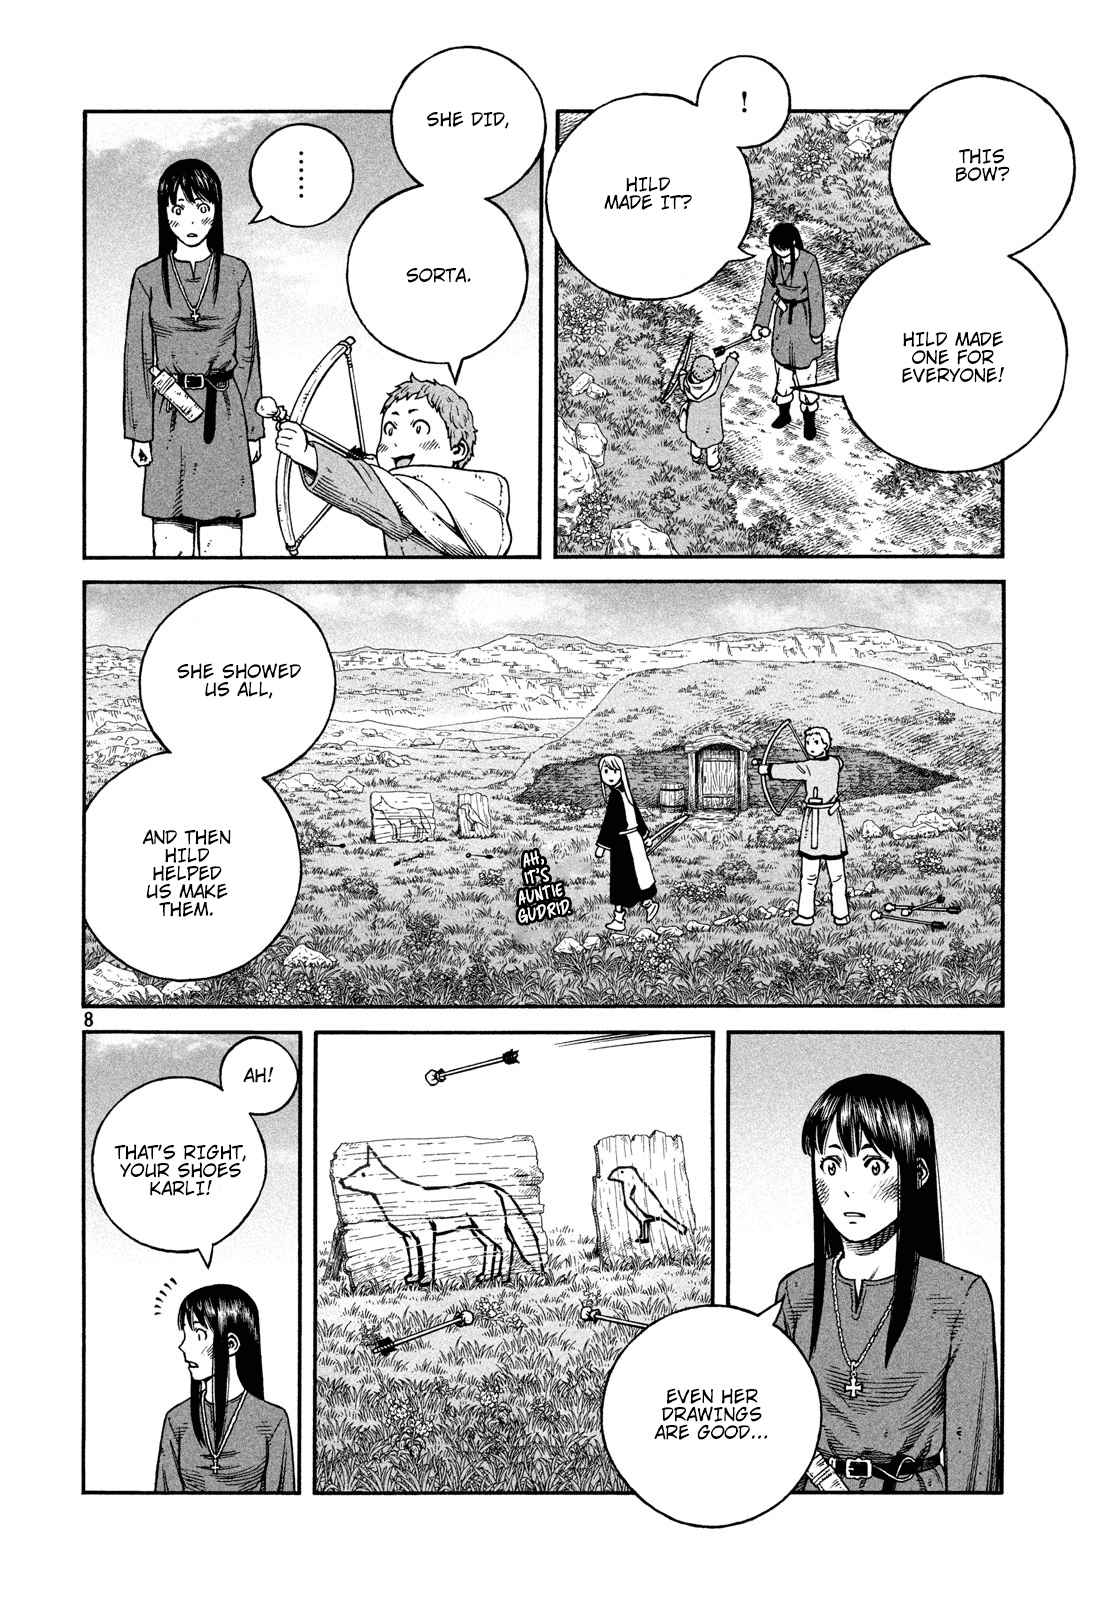 THIS
BOW?
HILD MADE
ONE FOR
EVERYONE!
!
HILD
MADE IT?
SHE DID,
SORTA.
......
SHE SHOWED
US ALL,
AND THEN
HILD
HELPED
US MAKE
THEM.
AH,
IT'S
AUNTIE
GUDRID.
8
EVEN HER
DRAWINGS
ARE GOOD...
AH!
THAT'S RIGHT,
YOUR SHOES
KARLI!